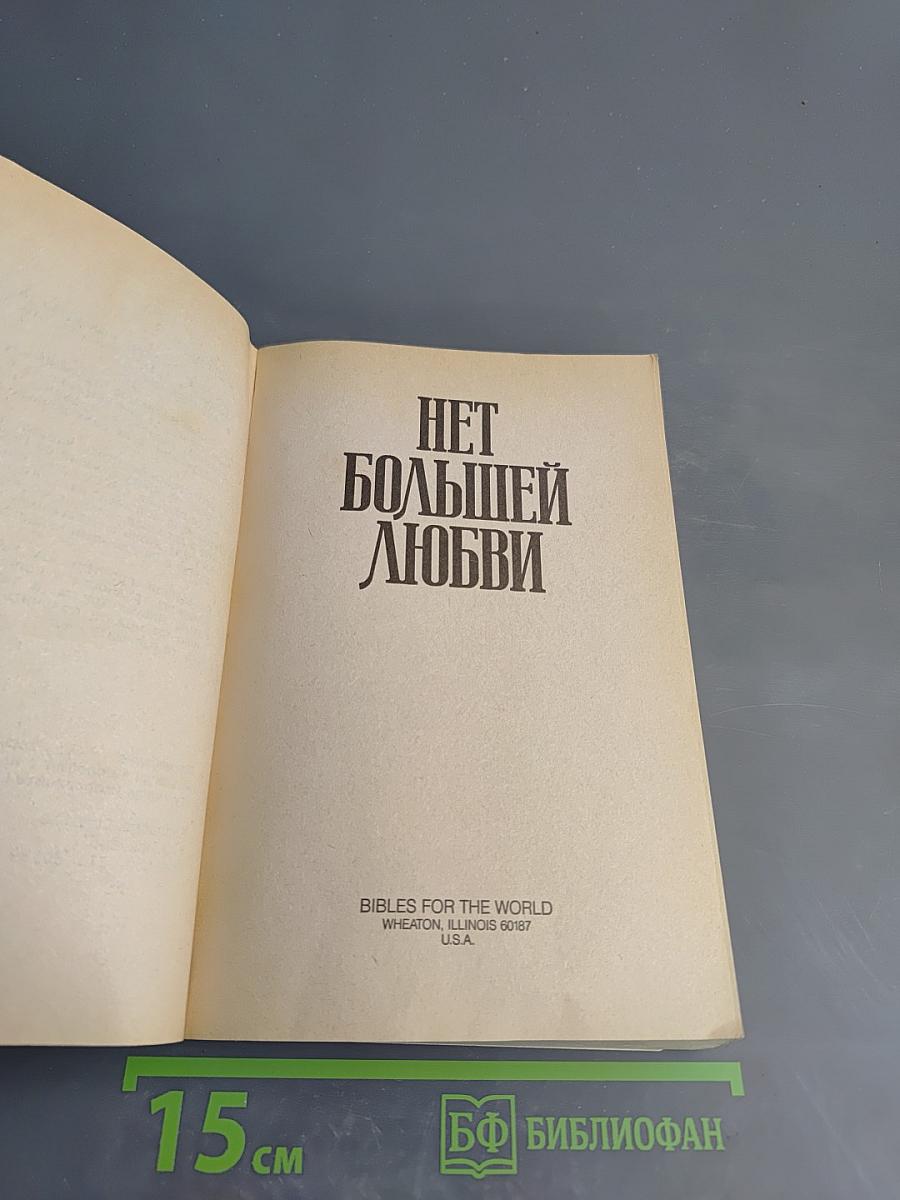 НЕТ
БОЛЬШЕЙ
ЛЮБВИ
BIBLES FOR THE WORLD
WHEATON, ILLINOIS 60187
U.S.A.
15 см
БФ БИБЛИОФАН